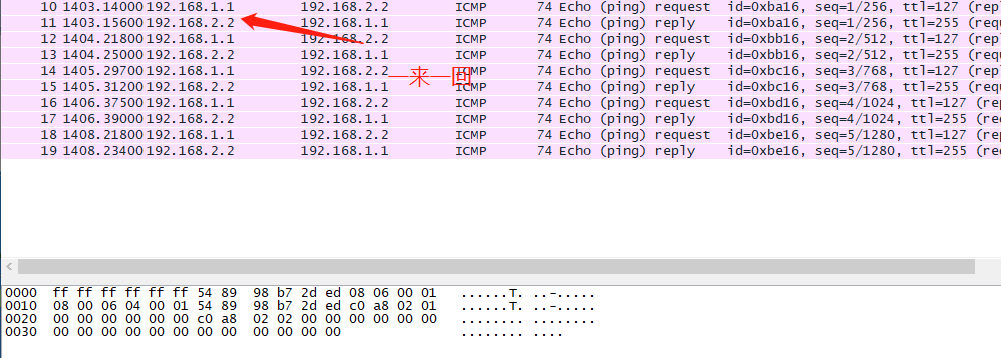 10 1403.14000 192.168.1.1 192.168.2.2 ICMP 74 Echo (ping) request id=0xba16, seq=1/256, ttl=127 (repl
11 1403.15600 192.168.2.2 192.168.1.1 ICMP 74 Echo (ping) reply id=0xba16, seq=1/256, ttl=255 (req
12 1404.21800 192.168.1.1 192.168.2.2 ICMP 74 Echo (ping) request id=0xbb16, seq=2/512, ttl=127 (repl
13 1404.25000 192.168.2.2 192.168.1.1 ICMP 74 Echo (ping) reply id=0xbb16, seq=2/512, ttl=255 (req
14 1405.29700 192.168.1.1 192.168.2.2 ICMP 74 Echo (ping) request id=0xbc16, seq=3/768, ttl=127 (repl
一来一回
15 1405.31200 192.168.2.2 192.168.1.1 ICMP 74 Echo (ping) reply id=0xbc16, seq=3/768, ttl=255 (req
16 1406.37500 192.168.1.1 192.168.2.2 ICMP 74 Echo (ping) request id=0xbd16, seq=4/1024, ttl=127 (rep
17 1406.39000 192.168.2.2 192.168.1.1 ICMP 74 Echo (ping) reply id=0xbd16, seq=4/1024, ttl=255 (re
18 1408.21800 192.168.1.1 192.168.2.2 ICMP 74 Echo (ping) request id=0xbe16, seq=5/1280, ttl=127 (rep
19 1408.23400 192.168.2.2 192.168.1.1 ICMP 74 Echo (ping) reply id=0xbe16, seq=5/1280, ttl=255 (req
0000 ff ff ff ff ff ff 54 89 98 b7 2d ed 08 06 00 01 ......T. ..-.....
0010 08 00 06 04 00 01 54 89 98 b7 2d ed c0 a8 02 01 ......T. ..-.....
0020 00 00 00 00 00 00 c0 a8 02 02 00 00 00 00 00 00 ........ ........
0030 00 00 00 00 00 00 00 00 00 00 00 00 ........ ....